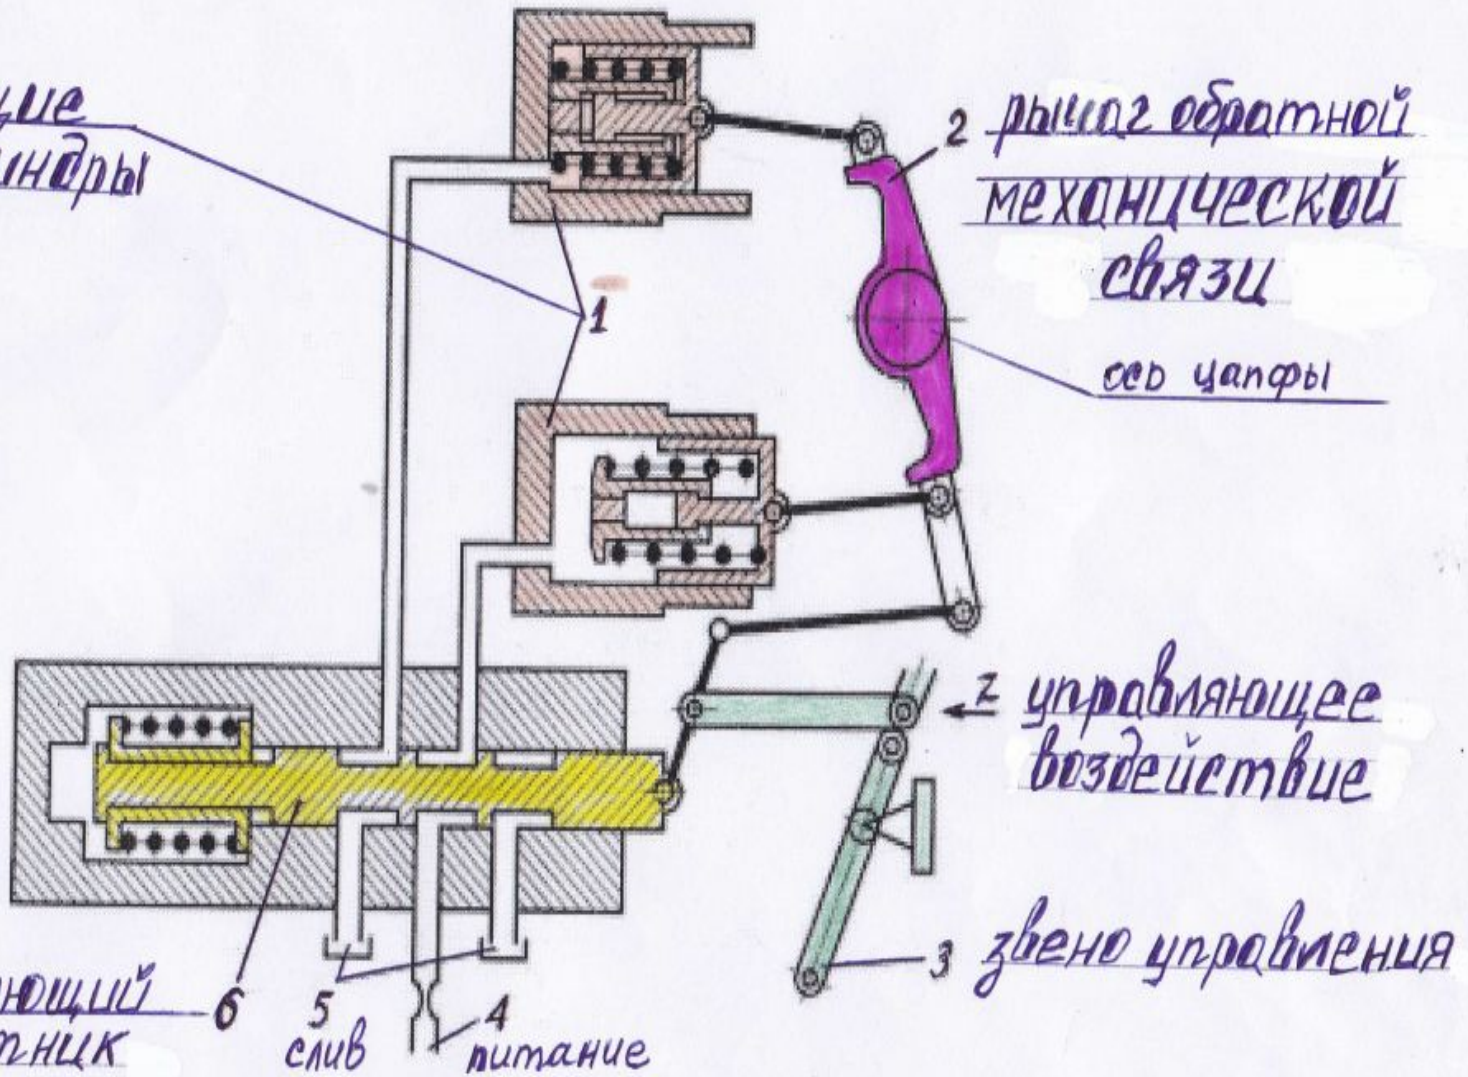 2 рычаг обратной
механической
связи
ось цапфы
1
z управляющее
воздействие
3 звено управления
6
5
слив
4
питание